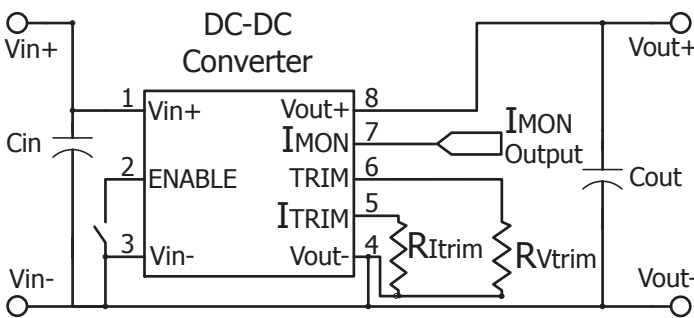 DC-DC
Converter
Vin+
Vout+
1
Vin+
Vout+
8
Cin
IMON
7
IMON
Output
2
ENABLE
TRIM
6
Cout
ITRIM
5
3
Vin-
Vout-
4
RItrim
RVtrim
Vin-
Vout-